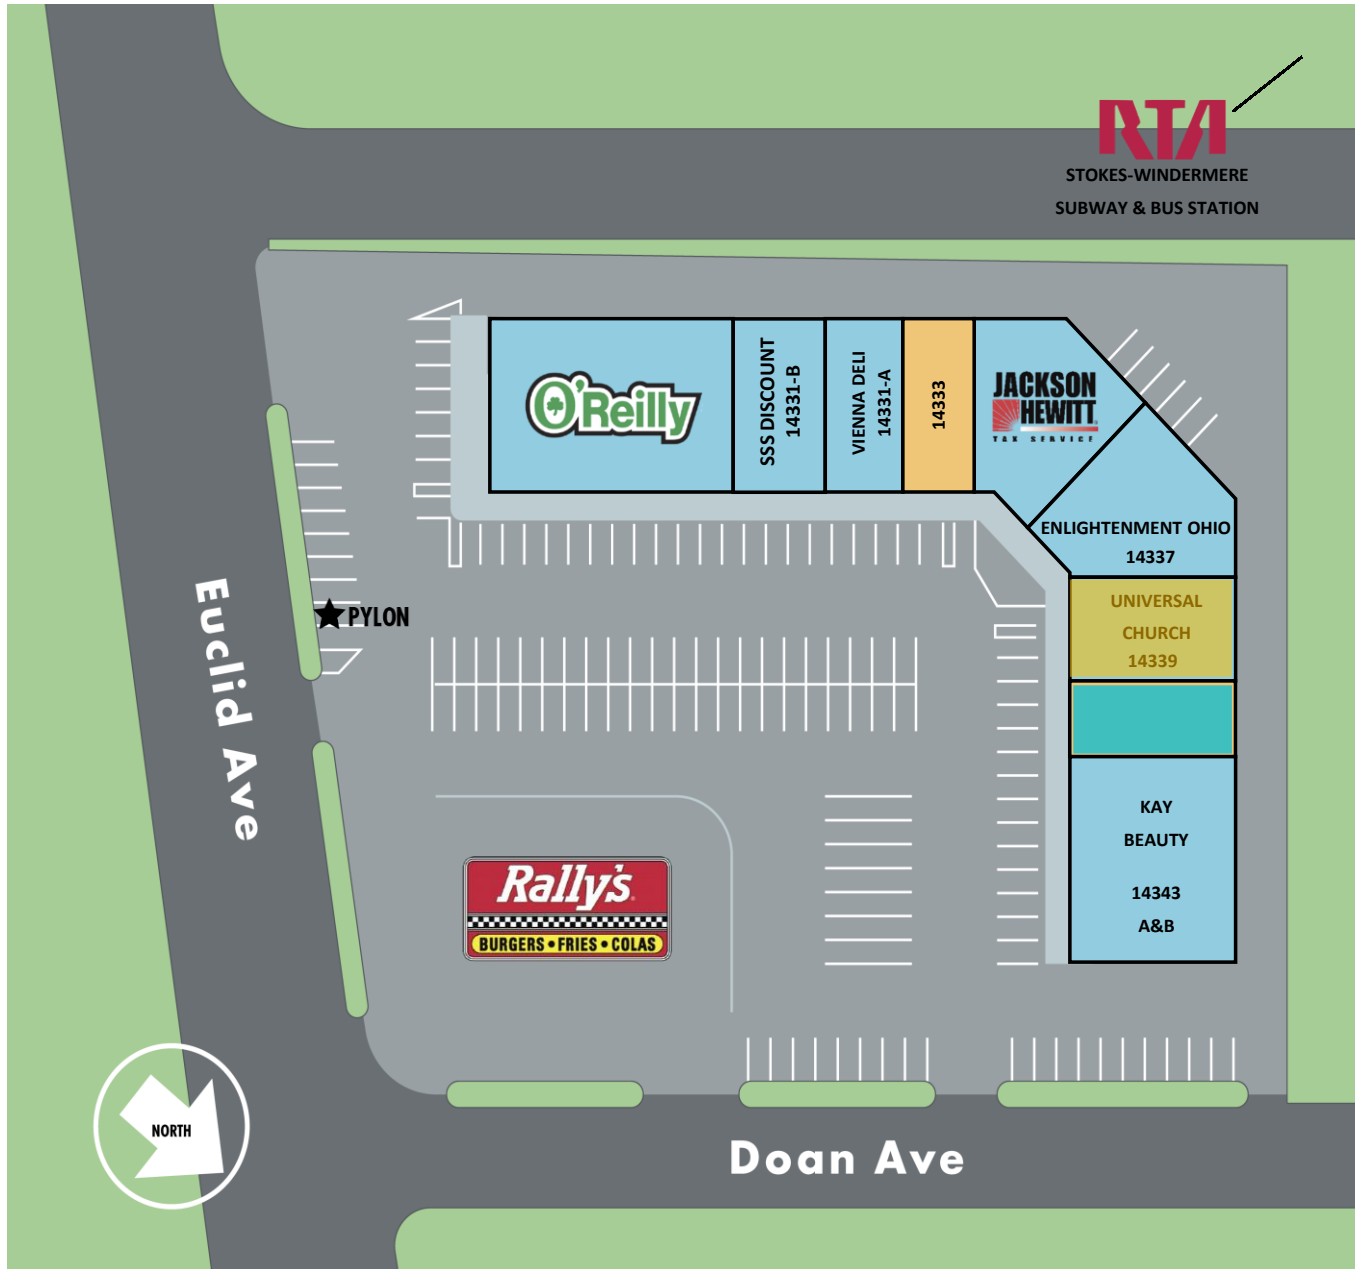 RTA
STOKES-WINDERMERE
SUBWAY & BUS STATION
O'Reilly
SSS DISCOUNT
14331-B
VIENNA DELI
14331-A
14333
JACKSON
HEWITT
TAX SERVICE
ENLIGHTENMENT OHIO
14337
UNIVERSAL
CHURCH
14339
KAY
BEAUTY
14343
A&B
PYLON
Euclid Ave
Rally's
BURGERS • FRIES • COLAS
NORTH
Doan Ave